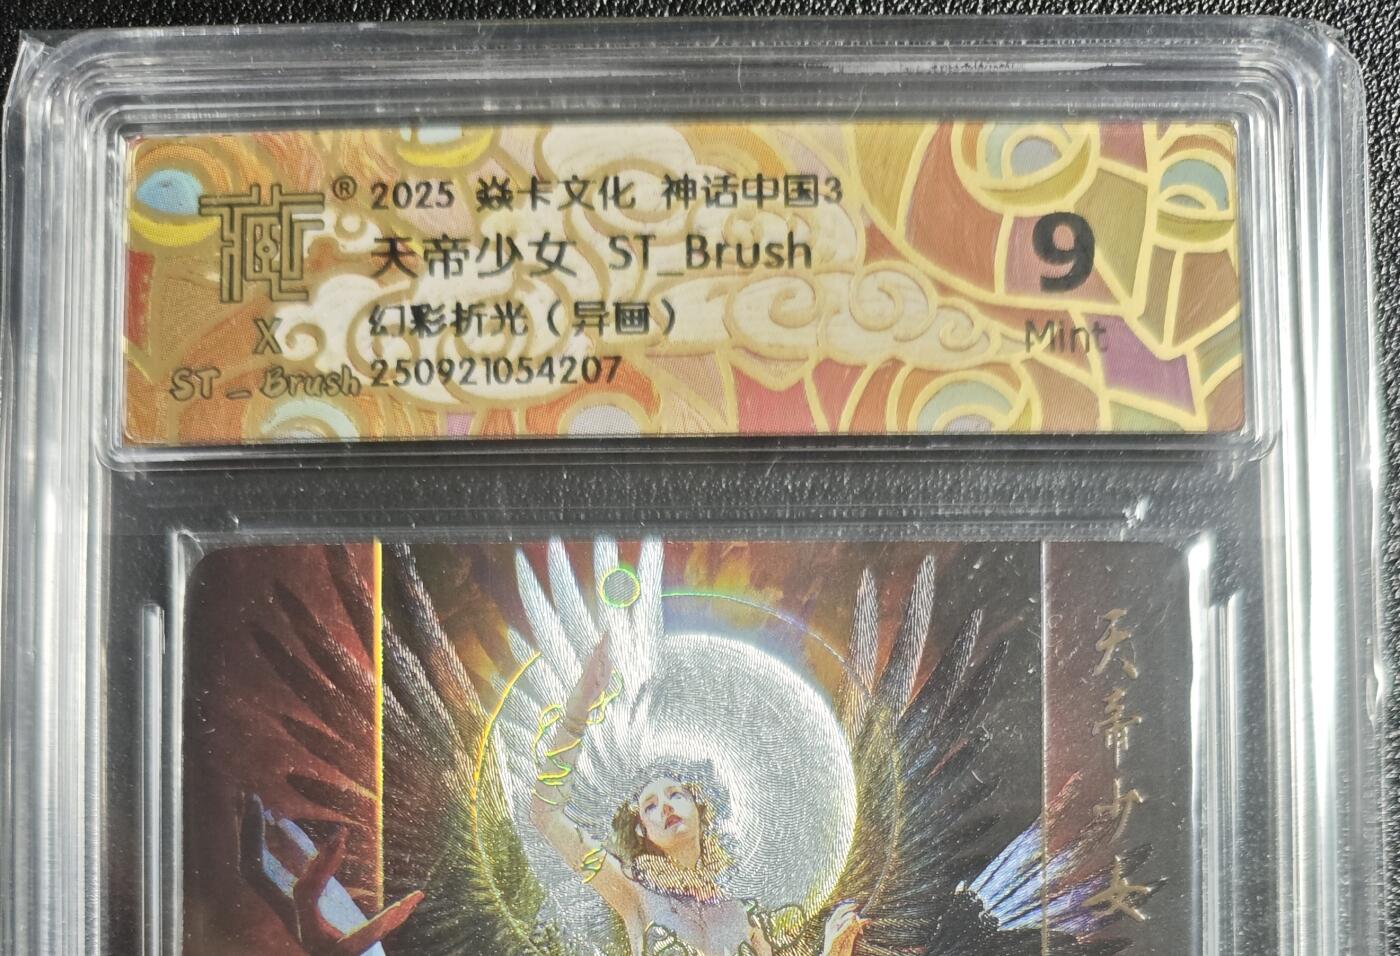 藏® 2025 焱卡文化 神话中国3
天帝少女 ST_Brush
幻彩折光（异画）
250921054207
X
ST_Brush
9
Mint
天帝少女